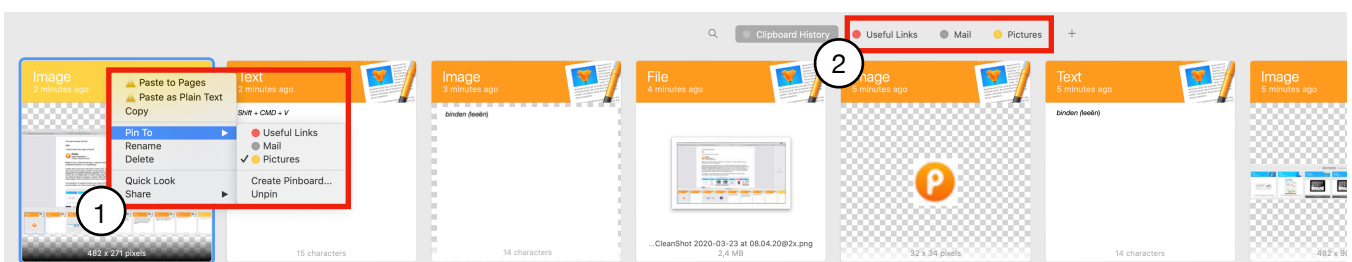 Clipboard History
Useful Links
Mail
Pictures
2
Image
2 minutes ago
482 x 271 pixels
Paste to Pages
Paste as Plain Text
Copy
Pin To
Rename
Delete
Quick Look
Share
1
Useful Links
Mail
✓ Pictures
Create Pinboard...
Unpin
Text
2 minutes ago
Shift + CMD + V
15 characters
Image
3 minutes ago
binden (leeën)
14 characters
File
4 minutes ago
...CleanShot 2020-03-23 at 08.04.20@2x.png
2,4 MB
mage
5 minutes ago
P
32 x 34 pixels
Text
5 minutes ago
binden (leeën)
14 characters
Image
5 minutes ago
482 x 90